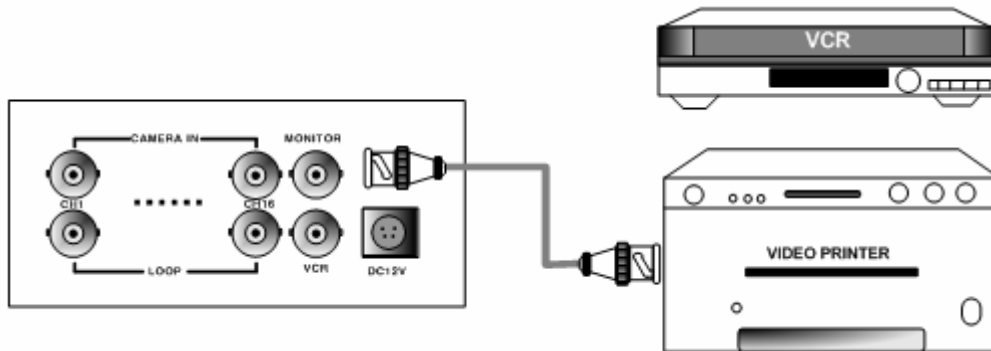 VCR
CAMERA IN MONITOR
CH1 CH16
LOOP VCR DC12V
VIDEO PRINTER